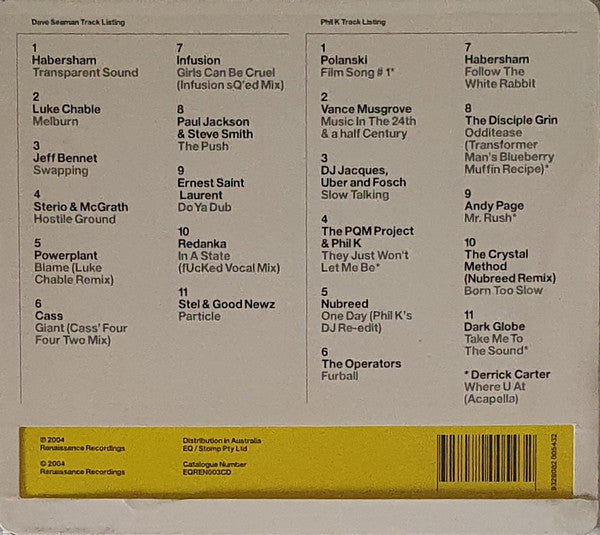 Dave Seaman Track Listing
1
Habersham
Transparent Sound
2
Luke Chable
Melburn
3
Jeff Bennet
Swapping
4
Sterio & McGrath
Hostile Ground
5
Powerplant
Blame (Luke
Chable Remix)
6
Cass
Giant (Cass' Four
Four Two Mix)
7
Infusion
Girls Can Be Cruel
(Infusion sQ'ed Mix)
8
Paul Jackson
& Steve Smith
The Push
9
Ernest Saint
Laurent
Do Ya Dub
10
Redanka
In A State
(fUcKed Vocal Mix)
11
Stel & Good Newz
Particle
Phil K Track Listing
1
Polanski
Film Song # 1*
2
Vance Musgrove
Music In The 24th
& a half Century
3
DJ Jacques,
Uber and Fosch
Slow Talking
4
The PQM Project
& Phil K
They Just Won't
Let Me Be*
5
Nubreed
One Day (Phil K's
DJ Re-edit)
6
The Operators
Furball
7
Habersham
Follow The
White Rabbit
8
The Disciple Grin
Odditease
(Transformer
Man's Blueberry
Muffin Recipe)*
9
Andy Page
Mr. Rush*
10
The Crystal
Method
(Nubreed Remix)
Born Too Slow
11
Dark Globe
Take Me To
The Sound*
* Derrick Carter
Where U At
(Acapella)
℗ 2004
Renaissance Recordings
© 2004
Renaissance Recordings
Distribution in Australia
EQ / Stomp Pty Ltd
Catalogue Number
EQREN003CD